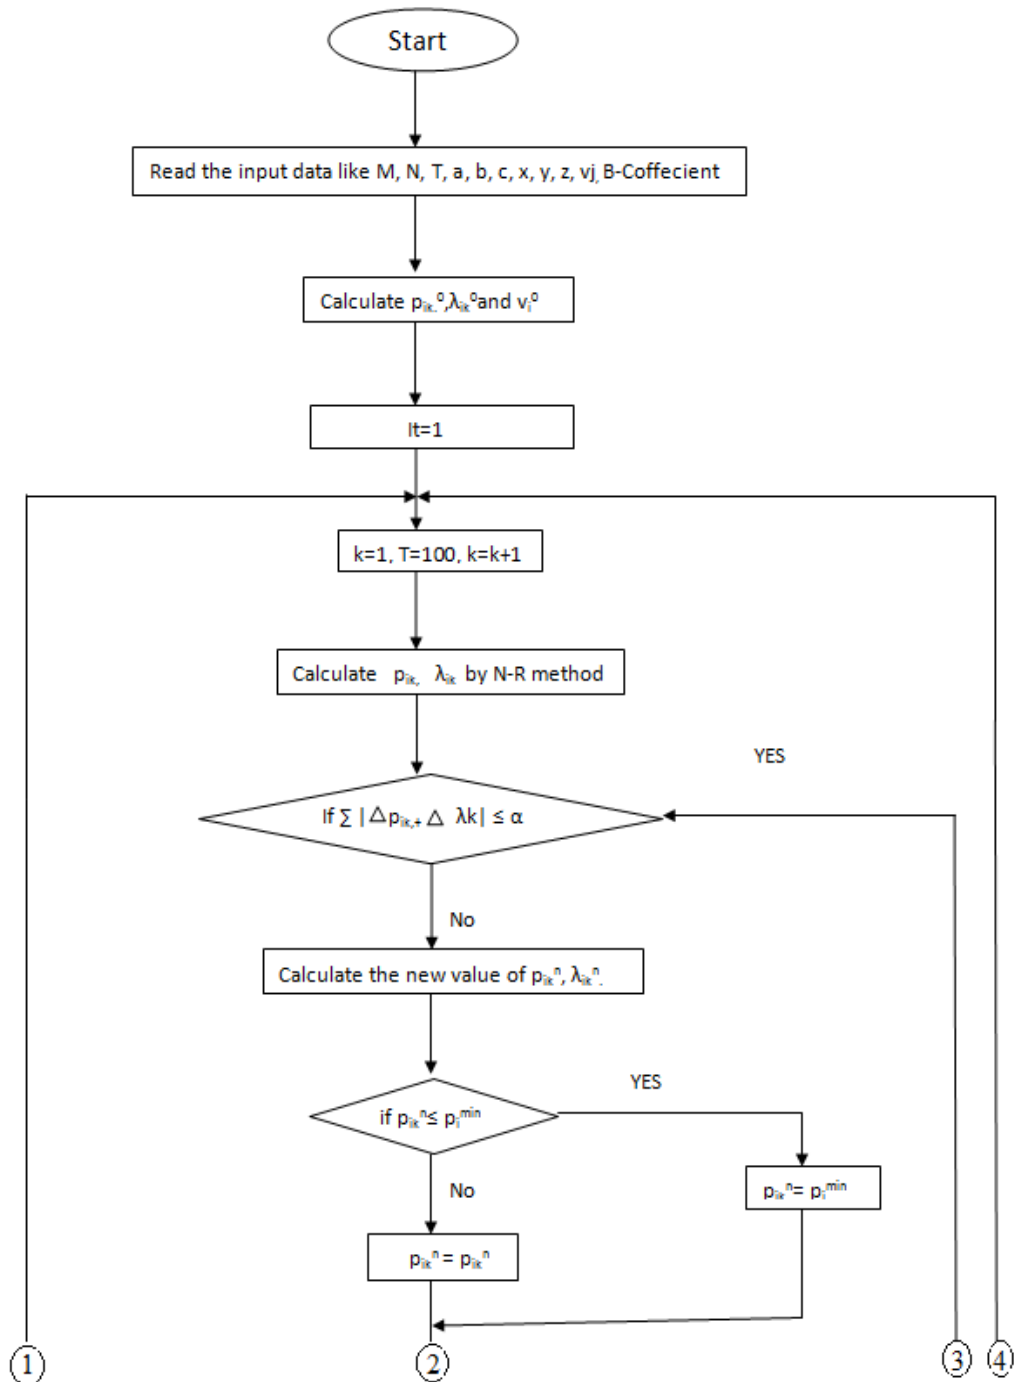 Start
Read the input data like M, N, T, a, b, c, x, y, z, vj, B-Coffecient
Calculate pᵢₖ,⁰,λᵢₖ⁰and vᵢ⁰
It=1
k=1, T=100, k=k+1
Calculate pᵢₖ, λᵢₖ by N-R method
YES
If ∑ |△pᵢₖ,₊△ λk| ≤ α
No
Calculate the new value of pᵢₖⁿ, λᵢₖⁿ.
YES
if pᵢₖⁿ≤ pᵢᵐⁱⁿ
No
pᵢₖⁿ= pᵢᵐⁱⁿ
pᵢₖⁿ = pᵢₖⁿ
1 2 3 4